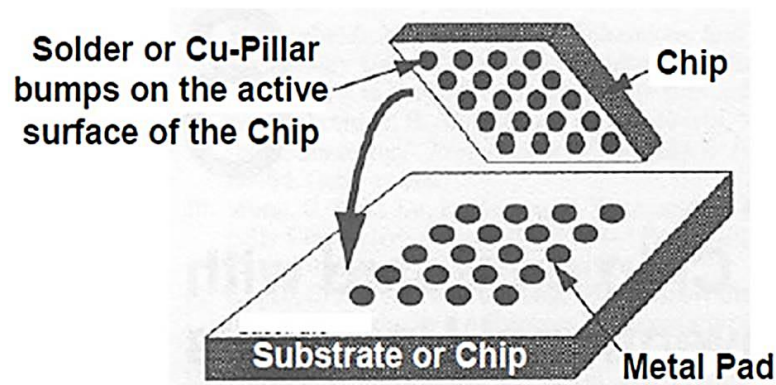 Solder or Cu-Pillar
bumps on the active
surface of the Chip
Chip
Substrate or Chip
Metal Pad